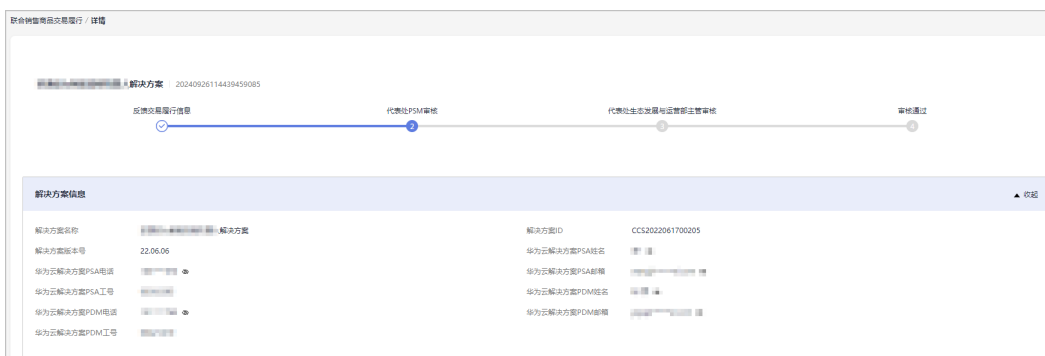 联合销售商品交易履行 / 详情
解决方案 20240926114439459085
反馈交易履行信息 代表处PSM审核 代表处生态发展与运营部主管审核 审核通过
2 3 4
解决方案信息 收起
解决方案名称 解决方案 解决方案ID CCS2022061700205
解决方案版本号 22.06.06 华为云解决方案PSA姓名
华为云解决方案PSA电话 华为云解决方案PSA邮箱
华为云解决方案PSA工号 华为云解决方案PDM姓名
华为云解决方案PDM电话 华为云解决方案PDM邮箱
华为云解决方案PDM工号